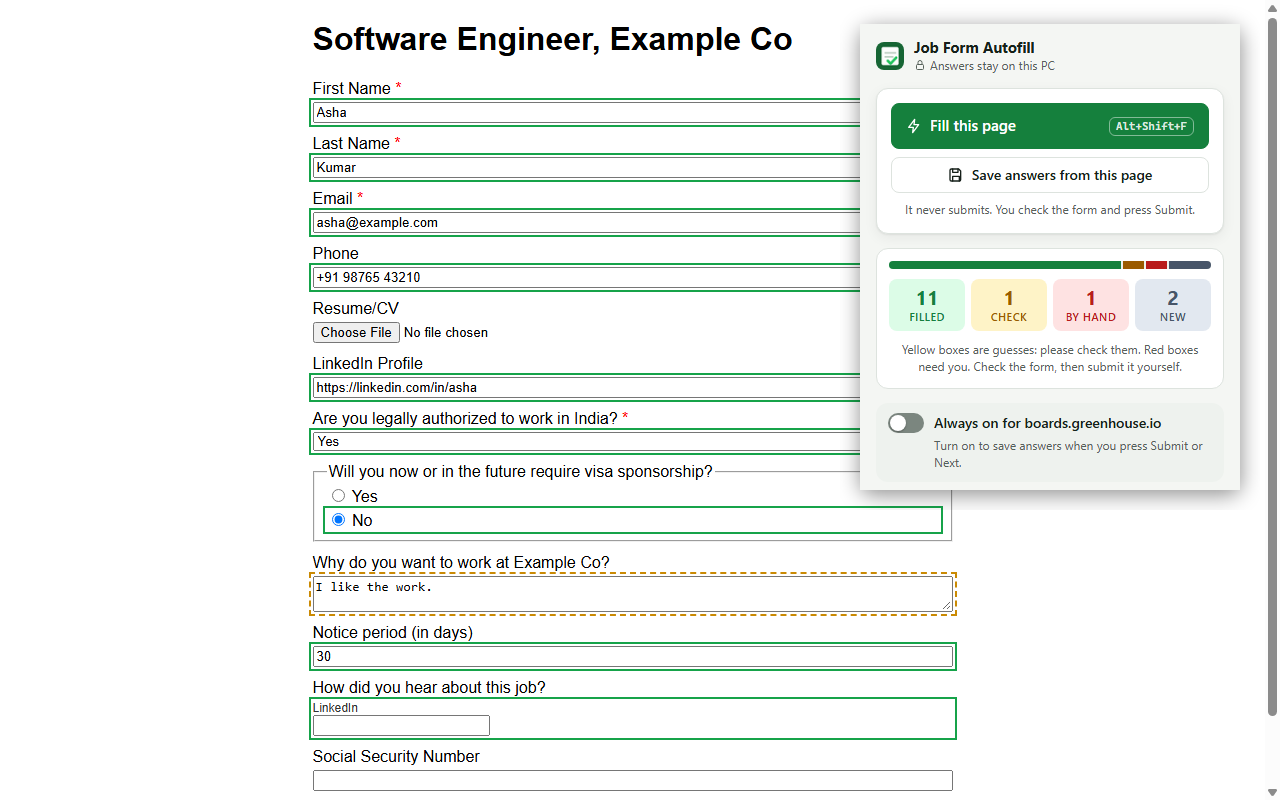 Software Engineer, Example Co
First Name *
Asha
Last Name *
Kumar
Email *
asha@example.com
Phone
+91 98765 43210
Resume/CV
Choose File No file chosen
LinkedIn Profile
https://linkedin.com/in/asha
Are you legally authorized to work in India? *
Yes
Will you now or in the future require visa sponsorship?
Yes
No
Why do you want to work at Example Co?
I like the work.
Notice period (in days)
30
How did you hear about this job?
LinkedIn
Social Security Number
Job Form Autofill
Answers stay on this PC
Fill this page Alt+Shift+F
Save answers from this page
It never submits. You check the form and press Submit.
11 1 1 2
FILLED CHECK BY HAND NEW
Yellow boxes are guesses: please check them. Red boxes
need you. Check the form, then submit it yourself.
Always on for boards.greenhouse.io
Turn on to save answers when you press Submit or
Next.